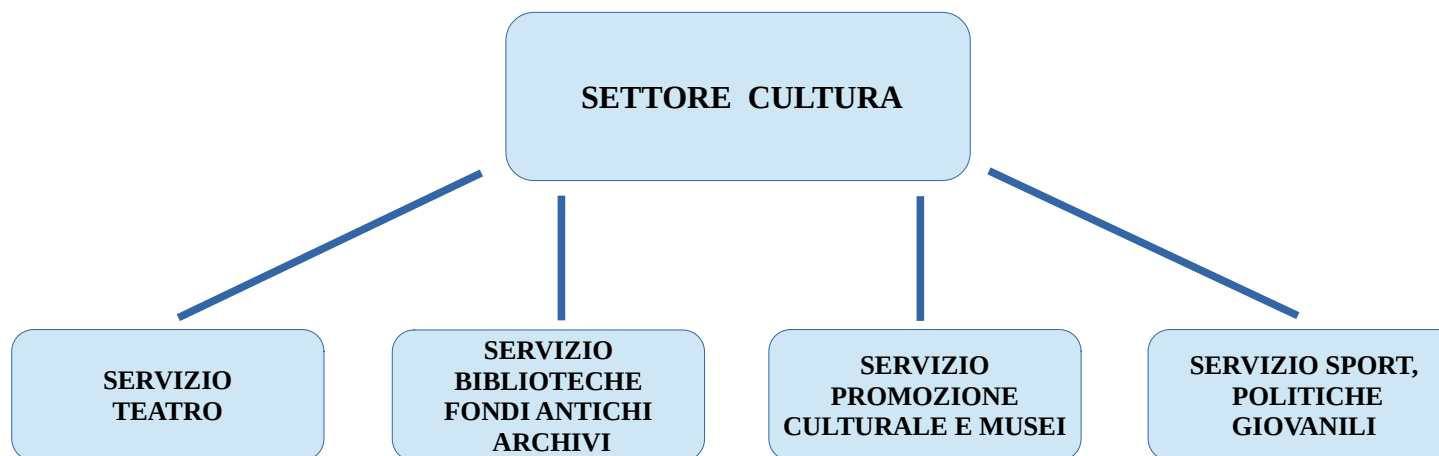 SETTORE  CULTURA
SERVIZIO
TEATRO
SERVIZIO
BIBLIOTECHE
FONDI ANTICHI
ARCHIVI
SERVIZIO
PROMOZIONE
CULTURALE E MUSEI
SERVIZIO SPORT,
POLITICHE
GIOVANILI